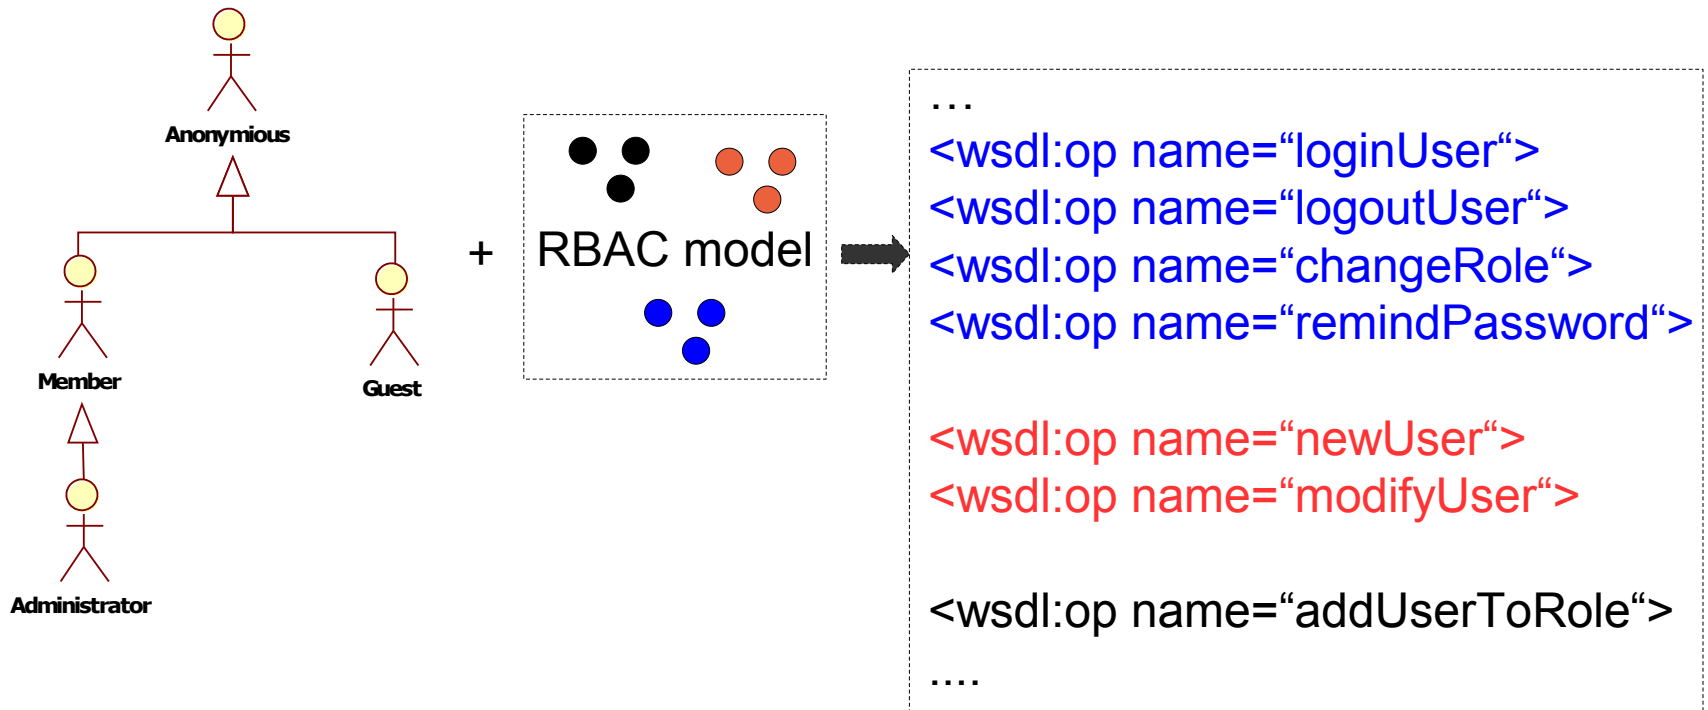 Anonymious
Member
Guest
Administrator
+
RBAC model
...
<wsdl:op name=“loginUser“>
<wsdl:op name=“logoutUser“>
<wsdl:op name=“changeRole“>
<wsdl:op name=“remindPassword“>
<wsdl:op name=“newUser“>
<wsdl:op name=“modifyUser“>
<wsdl:op name=“addUserToRole“>
....